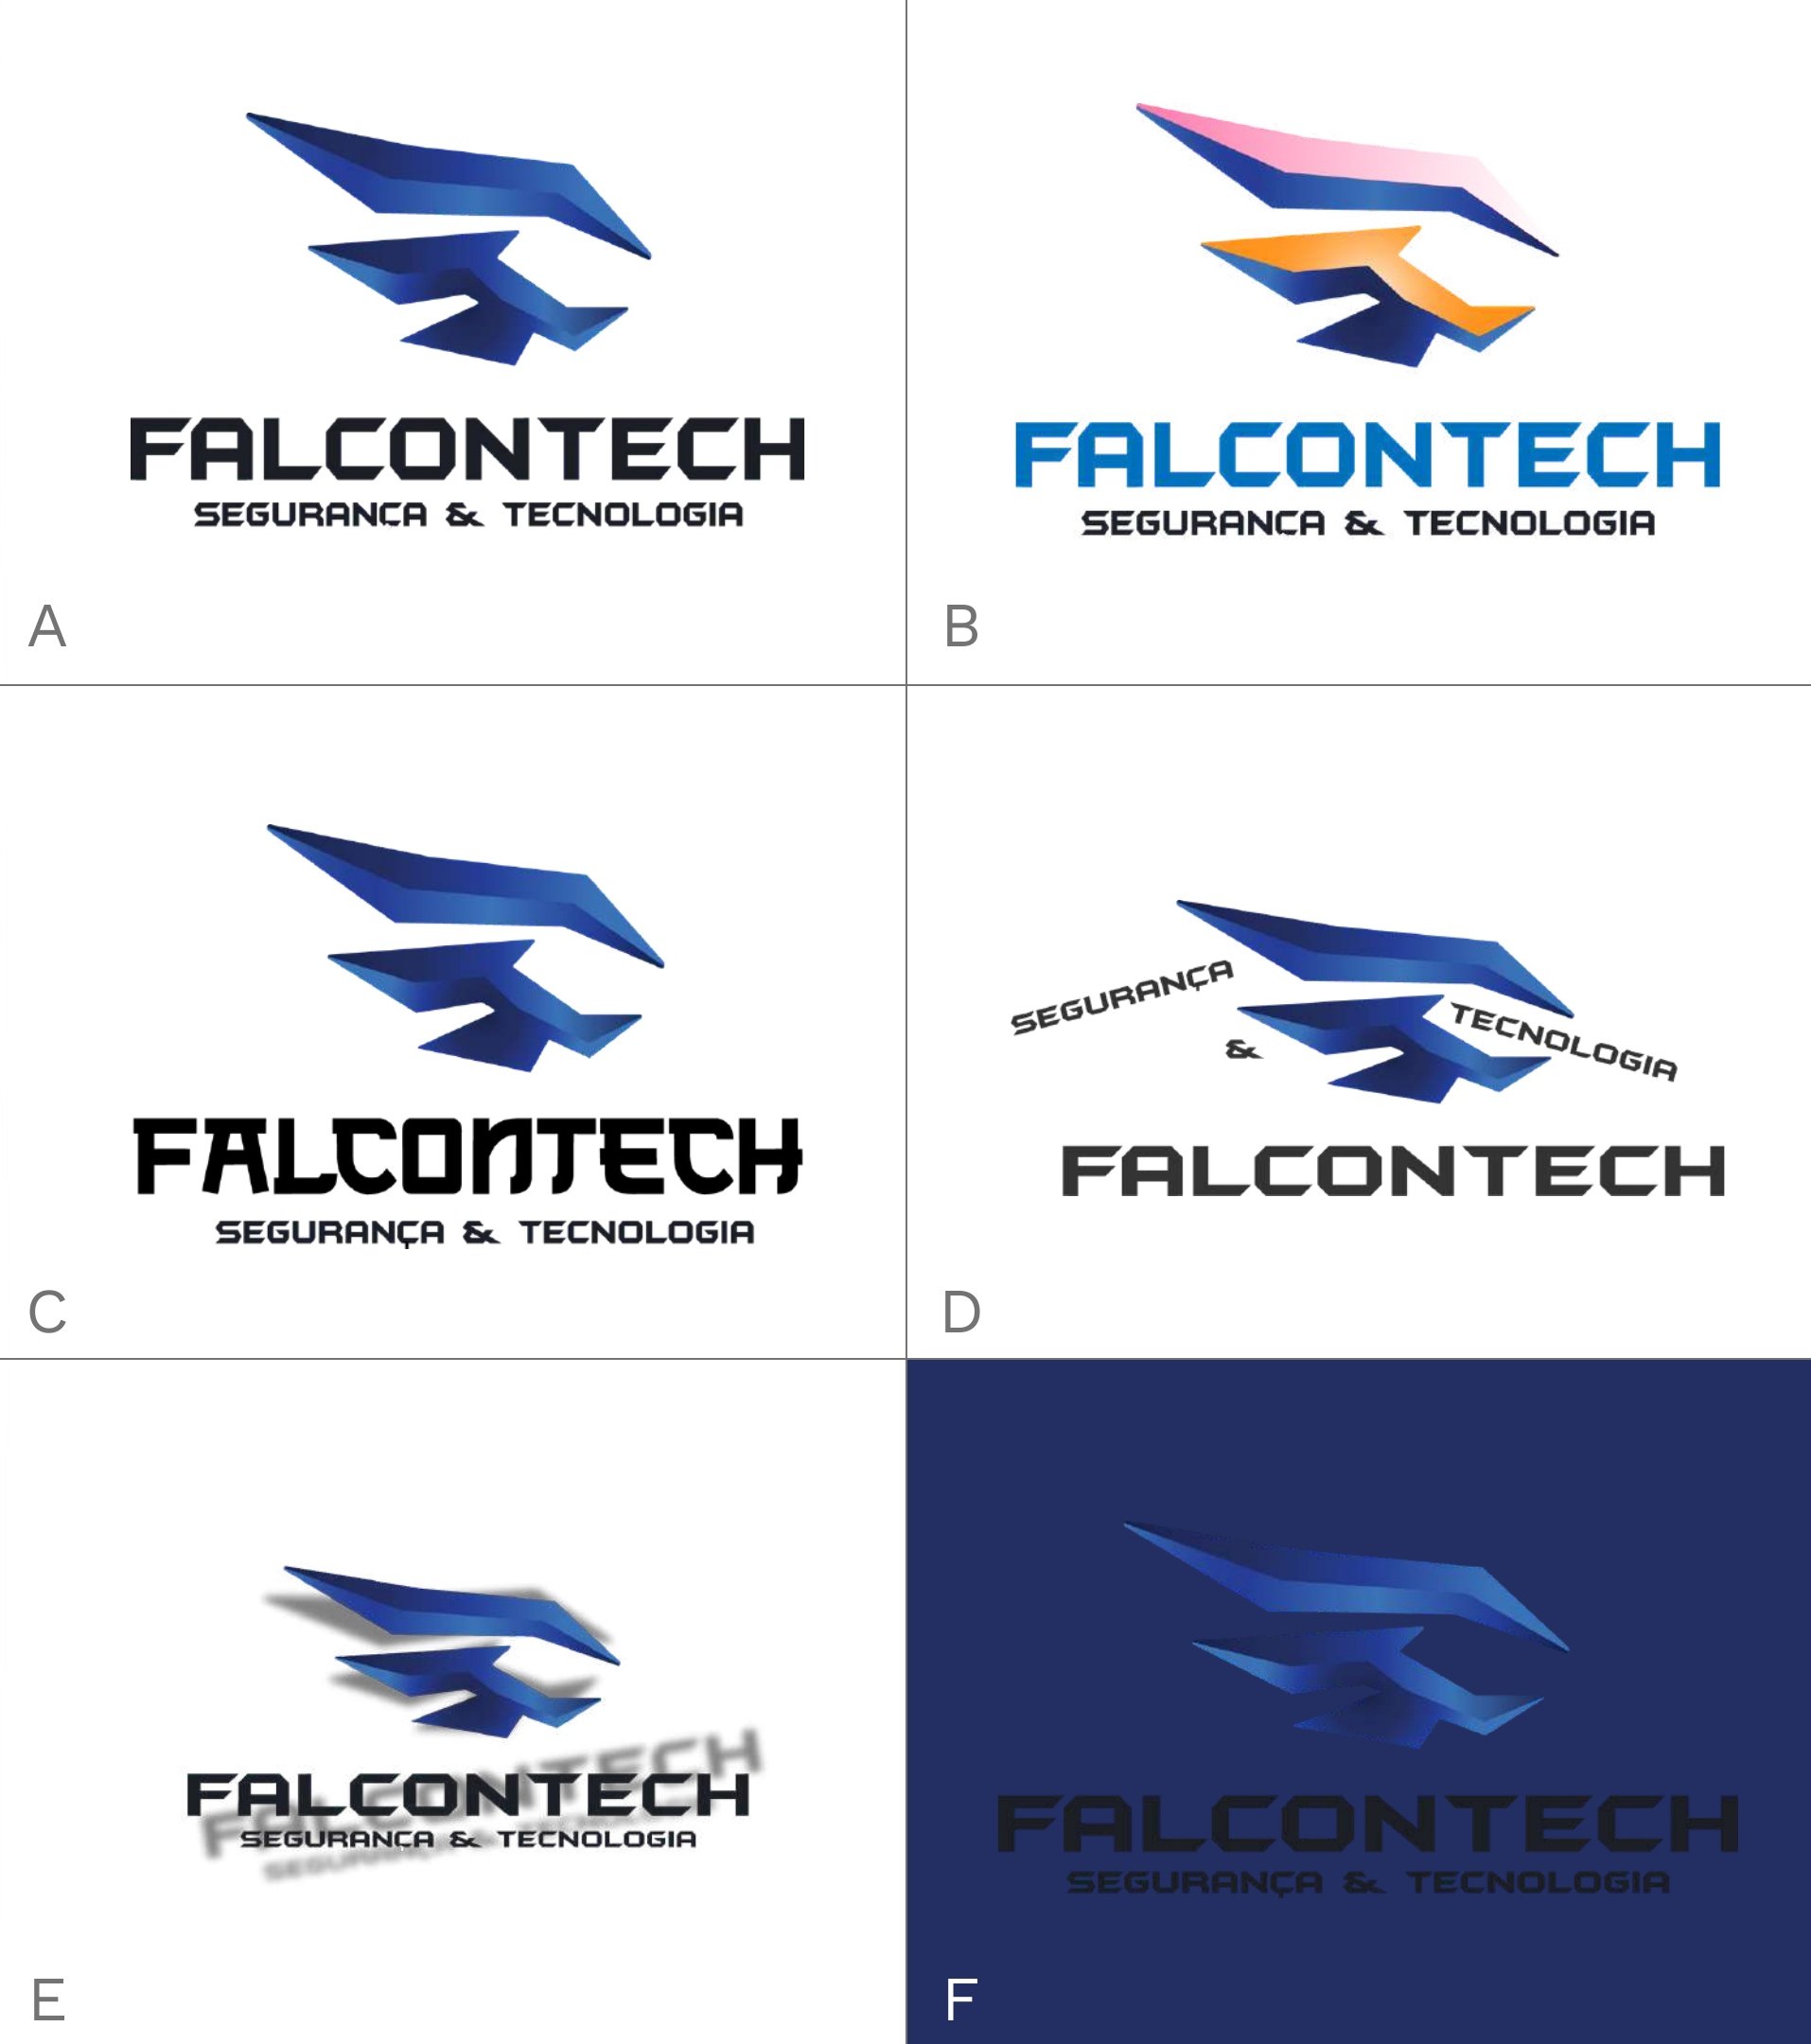 FALCONTECH
SEGURANÇA & TECNOLOGIA
A
FALCONTECH
SEGURANÇA & TECNOLOGIA
B
FALCONTECH
SEGURANÇA & TECNOLOGIA
C
SEGURANÇA
&
TECNOLOGIA
FALCONTECH
D
FALCONTECH
SEGURANÇA & TECNOLOGIA
E
FALCONTECH
SEGURANÇA & TECNOLOGIA
F